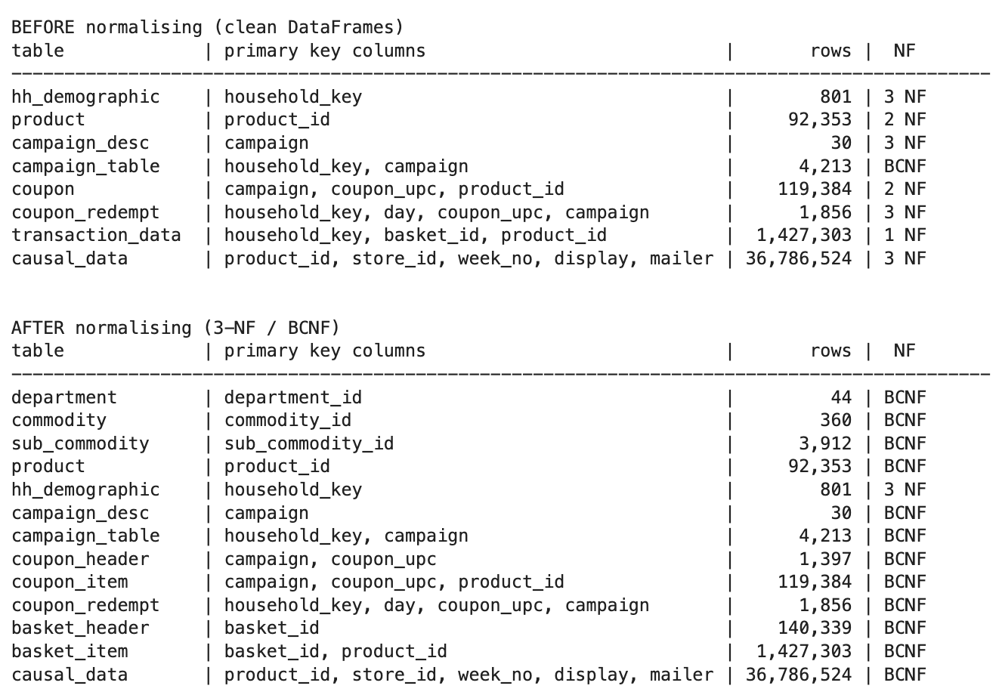 BEFORE normalising (clean DataFrames)
table | primary key columns | rows | NF
hh_demographic | household_key | 801 | 3 NF
product | product_id | 92,353 | 2 NF
campaign_desc | campaign | 30 | 3 NF
campaign_table | household_key, campaign | 4,213 | BCNF
coupon | campaign, coupon_upc, product_id | 119,384 | 2 NF
coupon_redempt | household_key, day, coupon_upc, campaign | 1,856 | 3 NF
transaction_data | household_key, basket_id, product_id | 1,427,303 | 1 NF
causal_data | product_id, store_id, week_no, display, mailer | 36,786,524 | 3 NF
AFTER normalising (3–NF / BCNF)
table | primary key columns | rows | NF
department | department_id | 44 | BCNF
commodity | commodity_id | 360 | BCNF
sub_commodity | sub_commodity_id | 3,912 | BCNF
product | product_id | 92,353 | BCNF
hh_demographic | household_key | 801 | 3 NF
campaign_desc | campaign | 30 | BCNF
campaign_table | household_key, campaign | 4,213 | BCNF
coupon_header | campaign, coupon_upc | 1,397 | BCNF
coupon_item | campaign, coupon_upc, product_id | 119,384 | BCNF
coupon_redempt | household_key, day, coupon_upc, campaign | 1,856 | BCNF
basket_header | basket_id | 140,339 | BCNF
basket_item | basket_id, product_id | 1,427,303 | BCNF
causal_data | product_id, store_id, week_no, display, mailer | 36,786,524 | BCNF